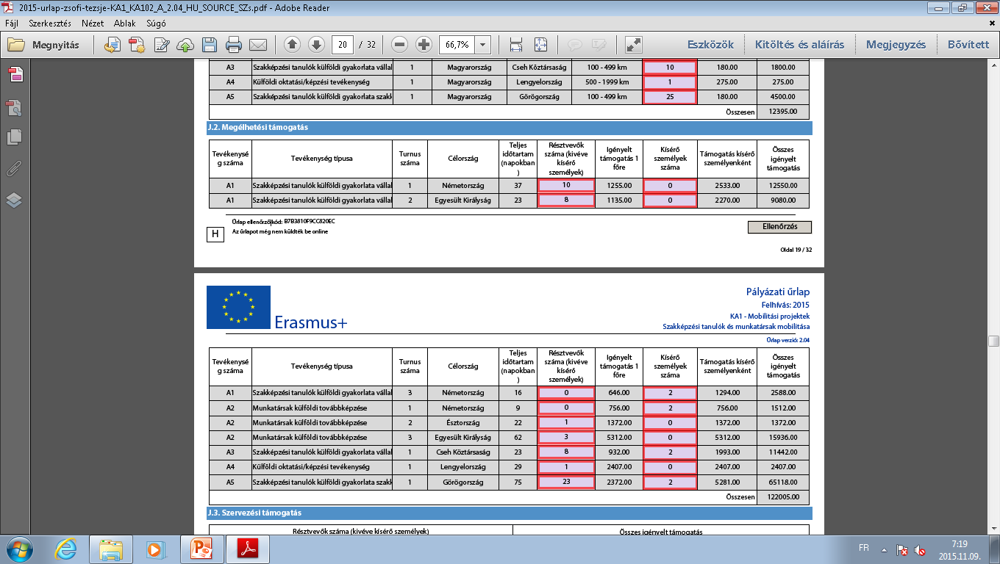 2015-urlap-zsofi-tezsje-KA1_KA102_A_2.04_HU_SOURCE_SZs.pdf - Adobe Reader
Fájl Szerkesztés Nézet Ablak Súgó
Megnyitás 20 / 32 66,7% Eszközök Kitöltés és aláírás Megjegyzés Bővített
A3 Szakképzési tanulók külföldi gyakorlata vállal 1 Magyarország Cseh Köztársaság 100 - 499 km 10 180.00 1800.00
A4 Külföldi oktatási/képzési tevékenység 1 Magyarország Lengyelország 500 - 1999 km 1 275.00 275.00
A5 Szakképzési tanulók külföldi gyakorlata szakk 1 Magyarország Görögország 100 - 499 km 25 180.00 4500.00
Összesen 12395.00
J.2. Megélhetési támogatás
Tevékenysé g száma Tevékenység típusa Turnus száma Célország Teljes időtartam (napokban ) Résztvevők száma (kivéve kísérő személyek) Igényelt támogatás 1 főre Kísérő személyek száma Támogatás kísérő személyenként Összes igényelt támogatás
A1 Szakképzési tanulók külföldi gyakorlata vállal 1 Németország 37 10 1255.00 0 2533.00 12550.00
A1 Szakképzési tanulók külföldi gyakorlata vállal 2 Egyesült Királyság 23 8 1135.00 0 2270.00 9080.00
Űrlap ellenőrzőkód: B7B3810F9CC820EC
Az űrlapot még nem küldték be online
H
Ellenőrzés
Oldal 19 / 32
Erasmus+
Pályázati űrlap
Felhívás: 2015
KA1 - Mobilitási projektek
Szakképzési tanulók és munkatársak mobilitása
Űrlap verzió: 2.04
Tevékenysé g száma Tevékenység típusa Turnus száma Célország Teljes időtartam (napokban ) Résztvevők száma (kivéve kísérő személyek) Igényelt támogatás 1 főre Kísérő személyek száma Támogatás kísérő személyenként Összes igényelt támogatás
A1 Szakképzési tanulók külföldi gyakorlata vállal 3 Németország 16 0 646.00 2 1294.00 2588.00
A2 Munkatársak külföldi továbbképzése 1 Németország 9 0 756.00 2 756.00 1512.00
A2 Munkatársak külföldi továbbképzése 2 Észtország 22 1 1372.00 0 1372.00 1372.00
A2 Munkatársak külföldi továbbképzése 3 Egyesült Királyság 62 3 5312.00 0 5312.00 15936.00
A3 Szakképzési tanulók külföldi gyakorlata vállal 1 Cseh Köztársaság 23 8 932.00 2 1993.00 11442.00
A4 Külföldi oktatási/képzési tevékenység 1 Lengyelország 29 1 2407.00 0 2407.00 2407.00
A5 Szakképzési tanulók külföldi gyakorlata szakk 1 Görögország 75 23 2372.00 2 5281.00 65118.00
Összesen 122005.00
J.3. Szervezési támogatás
Résztvevők száma (kivéve kísérő személyek) Összes igényelt támogatás
FR 7:19
2015.11.09.